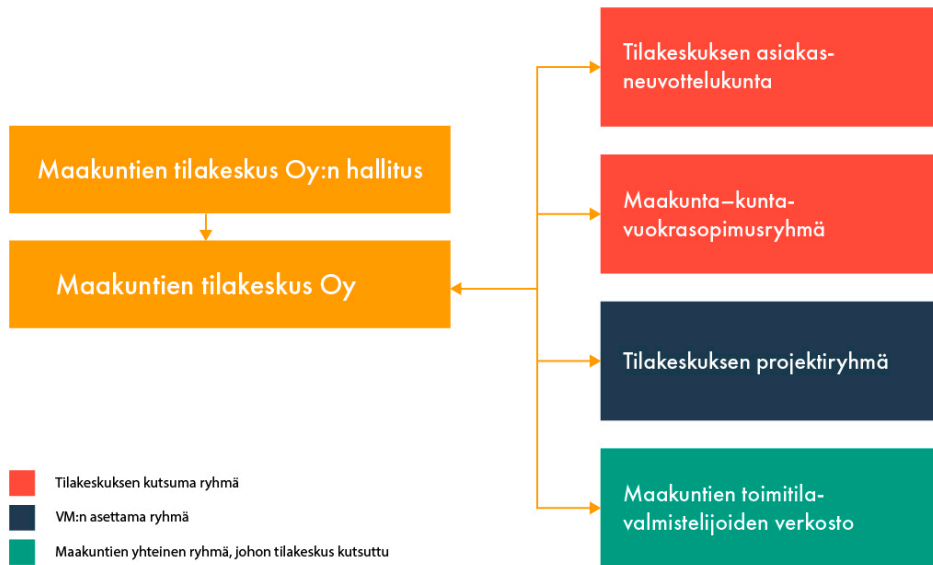 Maakuntien tilakeskus Oy:n hallitus
Maakuntien tilakeskus Oy
Tilakeskuksen asiakas-
neuvottelukunta
Maakunta–kunta-
vuokrasopimusryhmä
Tilakeskuksen projektiryhmä
Maakuntien toimitila-
valmistelijoiden verkosto
Tilakeskuksen kutsuma ryhmä
VM:n asettama ryhmä
Maakuntien yhteinen ryhmä, johon tilakeskus kutsuttu